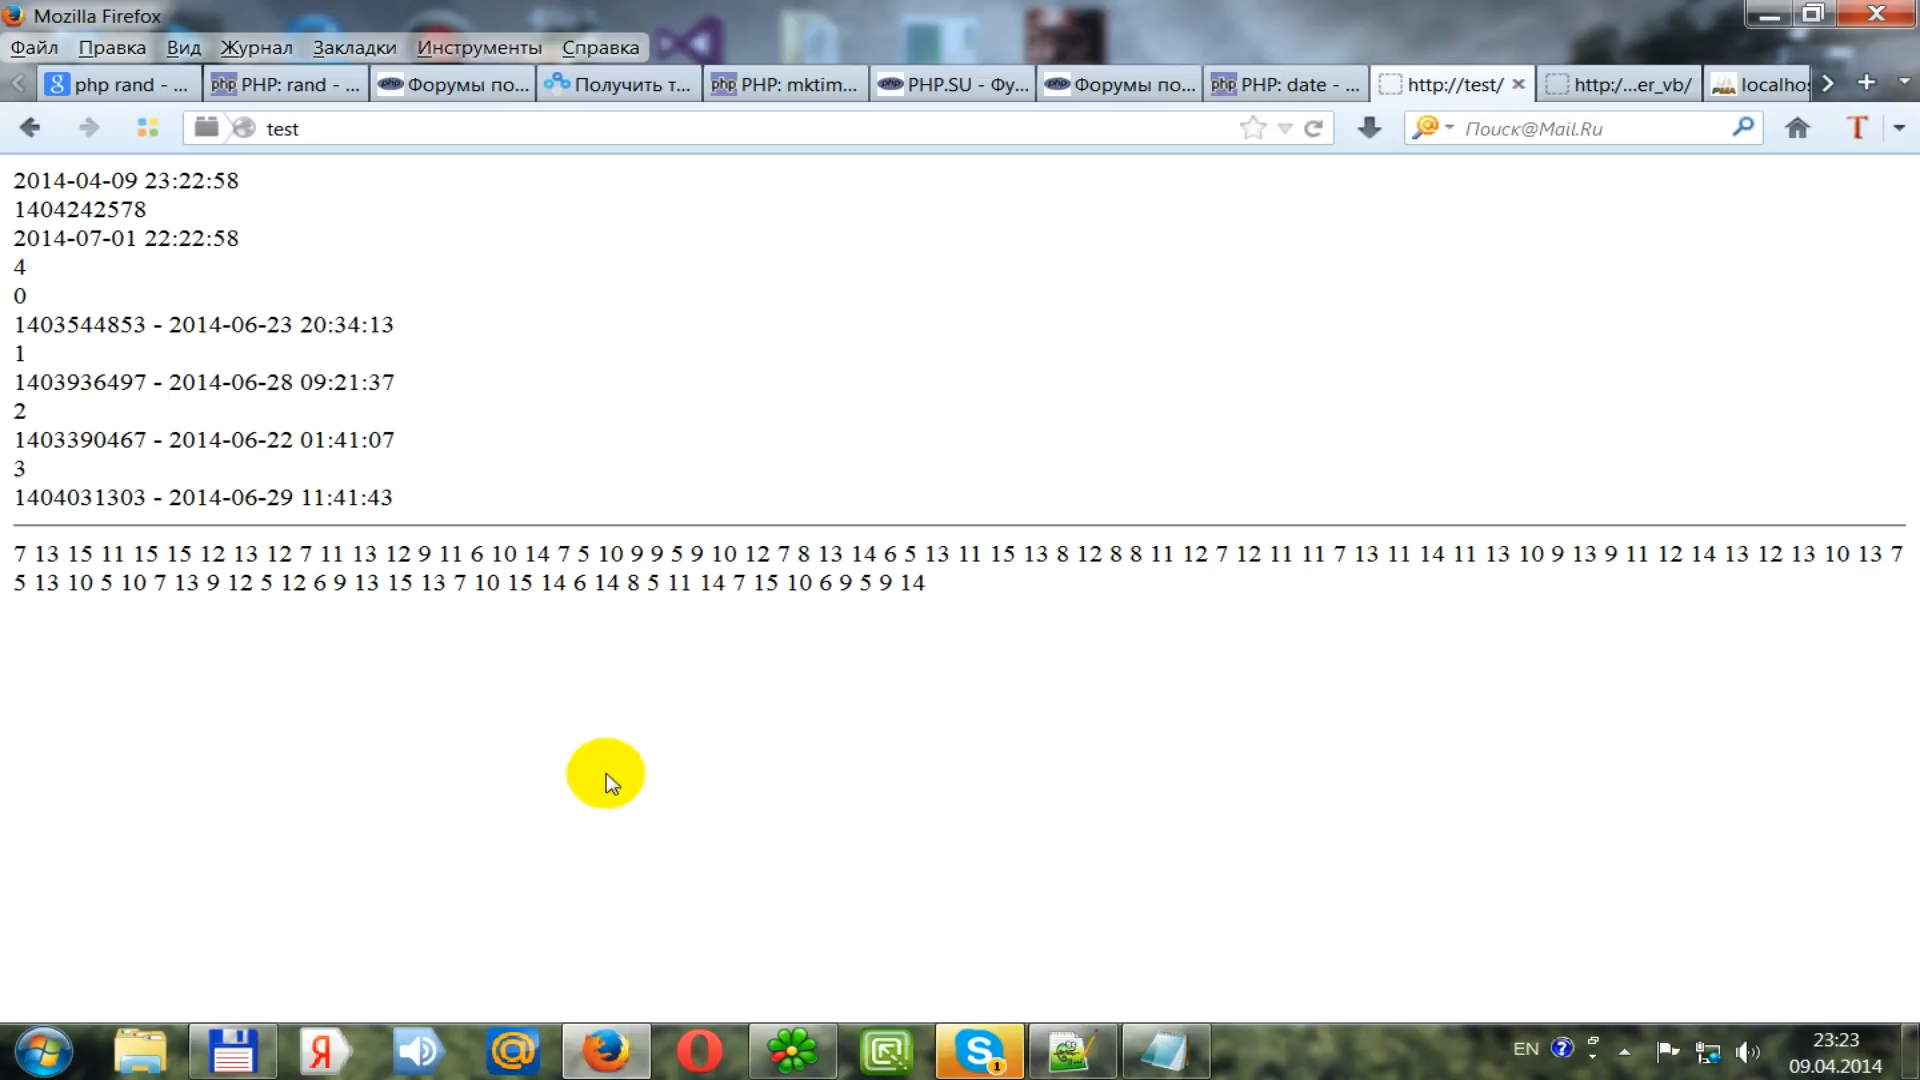 Mozilla Firefox
Файл Правка Вид Журнал Закладки Инструменты Справка
php rand - ... PHP: rand - ... Форумы по... Получить т... PHP: mktim... PHP.SU - Фу... Форумы по... PHP: date - ... http://test/ http:/...er_vb/ localhos
test Поиск@Mail.Ru
2014-04-09 23:22:58
1404242578
2014-07-01 22:22:58
4
0
1403544853 - 2014-06-23 20:34:13
1
1403936497 - 2014-06-28 09:21:37
2
1403390467 - 2014-06-22 01:41:07
3
1404031303 - 2014-06-29 11:41:43
7 13 15 11 15 15 12 13 12 7 11 13 12 9 11 6 10 14 7 5 10 9 9 5 9 10 12 7 8 13 14 6 5 13 11 15 13 8 12 8 8 11 12 7 12 11 11 7 13 11 14 11 13 10 9 13 9 11 12 14 13 12 13 10 13 7
5 13 10 5 10 7 13 9 12 5 12 6 9 13 15 13 7 10 15 14 6 14 8 5 11 14 7 15 10 6 9 5 9 14
EN 23:23
09.04.2014